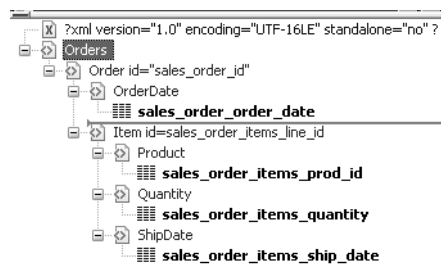 ?xml version="1.0" encoding="UTF-16LE" standalone="no" ?
Orders
Order id="sales_order_id"
OrderDate
sales_order_order_date
Item id=sales_order_items_line_id
Product
sales_order_items_prod_id
Quantity
sales_order_items_quantity
ShipDate
sales_order_items_ship_date